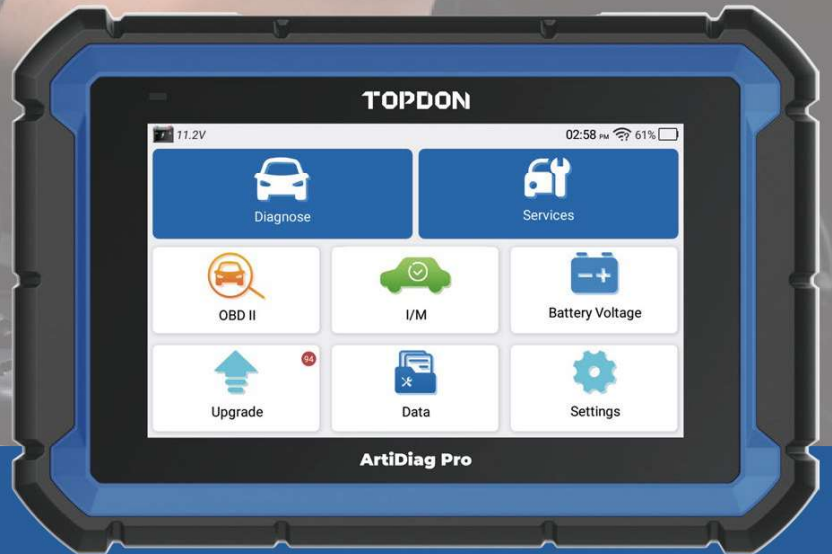 TOPDON
11.2V 02:58 PM 61%
Diagnose Services
OBD II I/M Battery Voltage
94
Upgrade Data Settings
ArtiDiag Pro